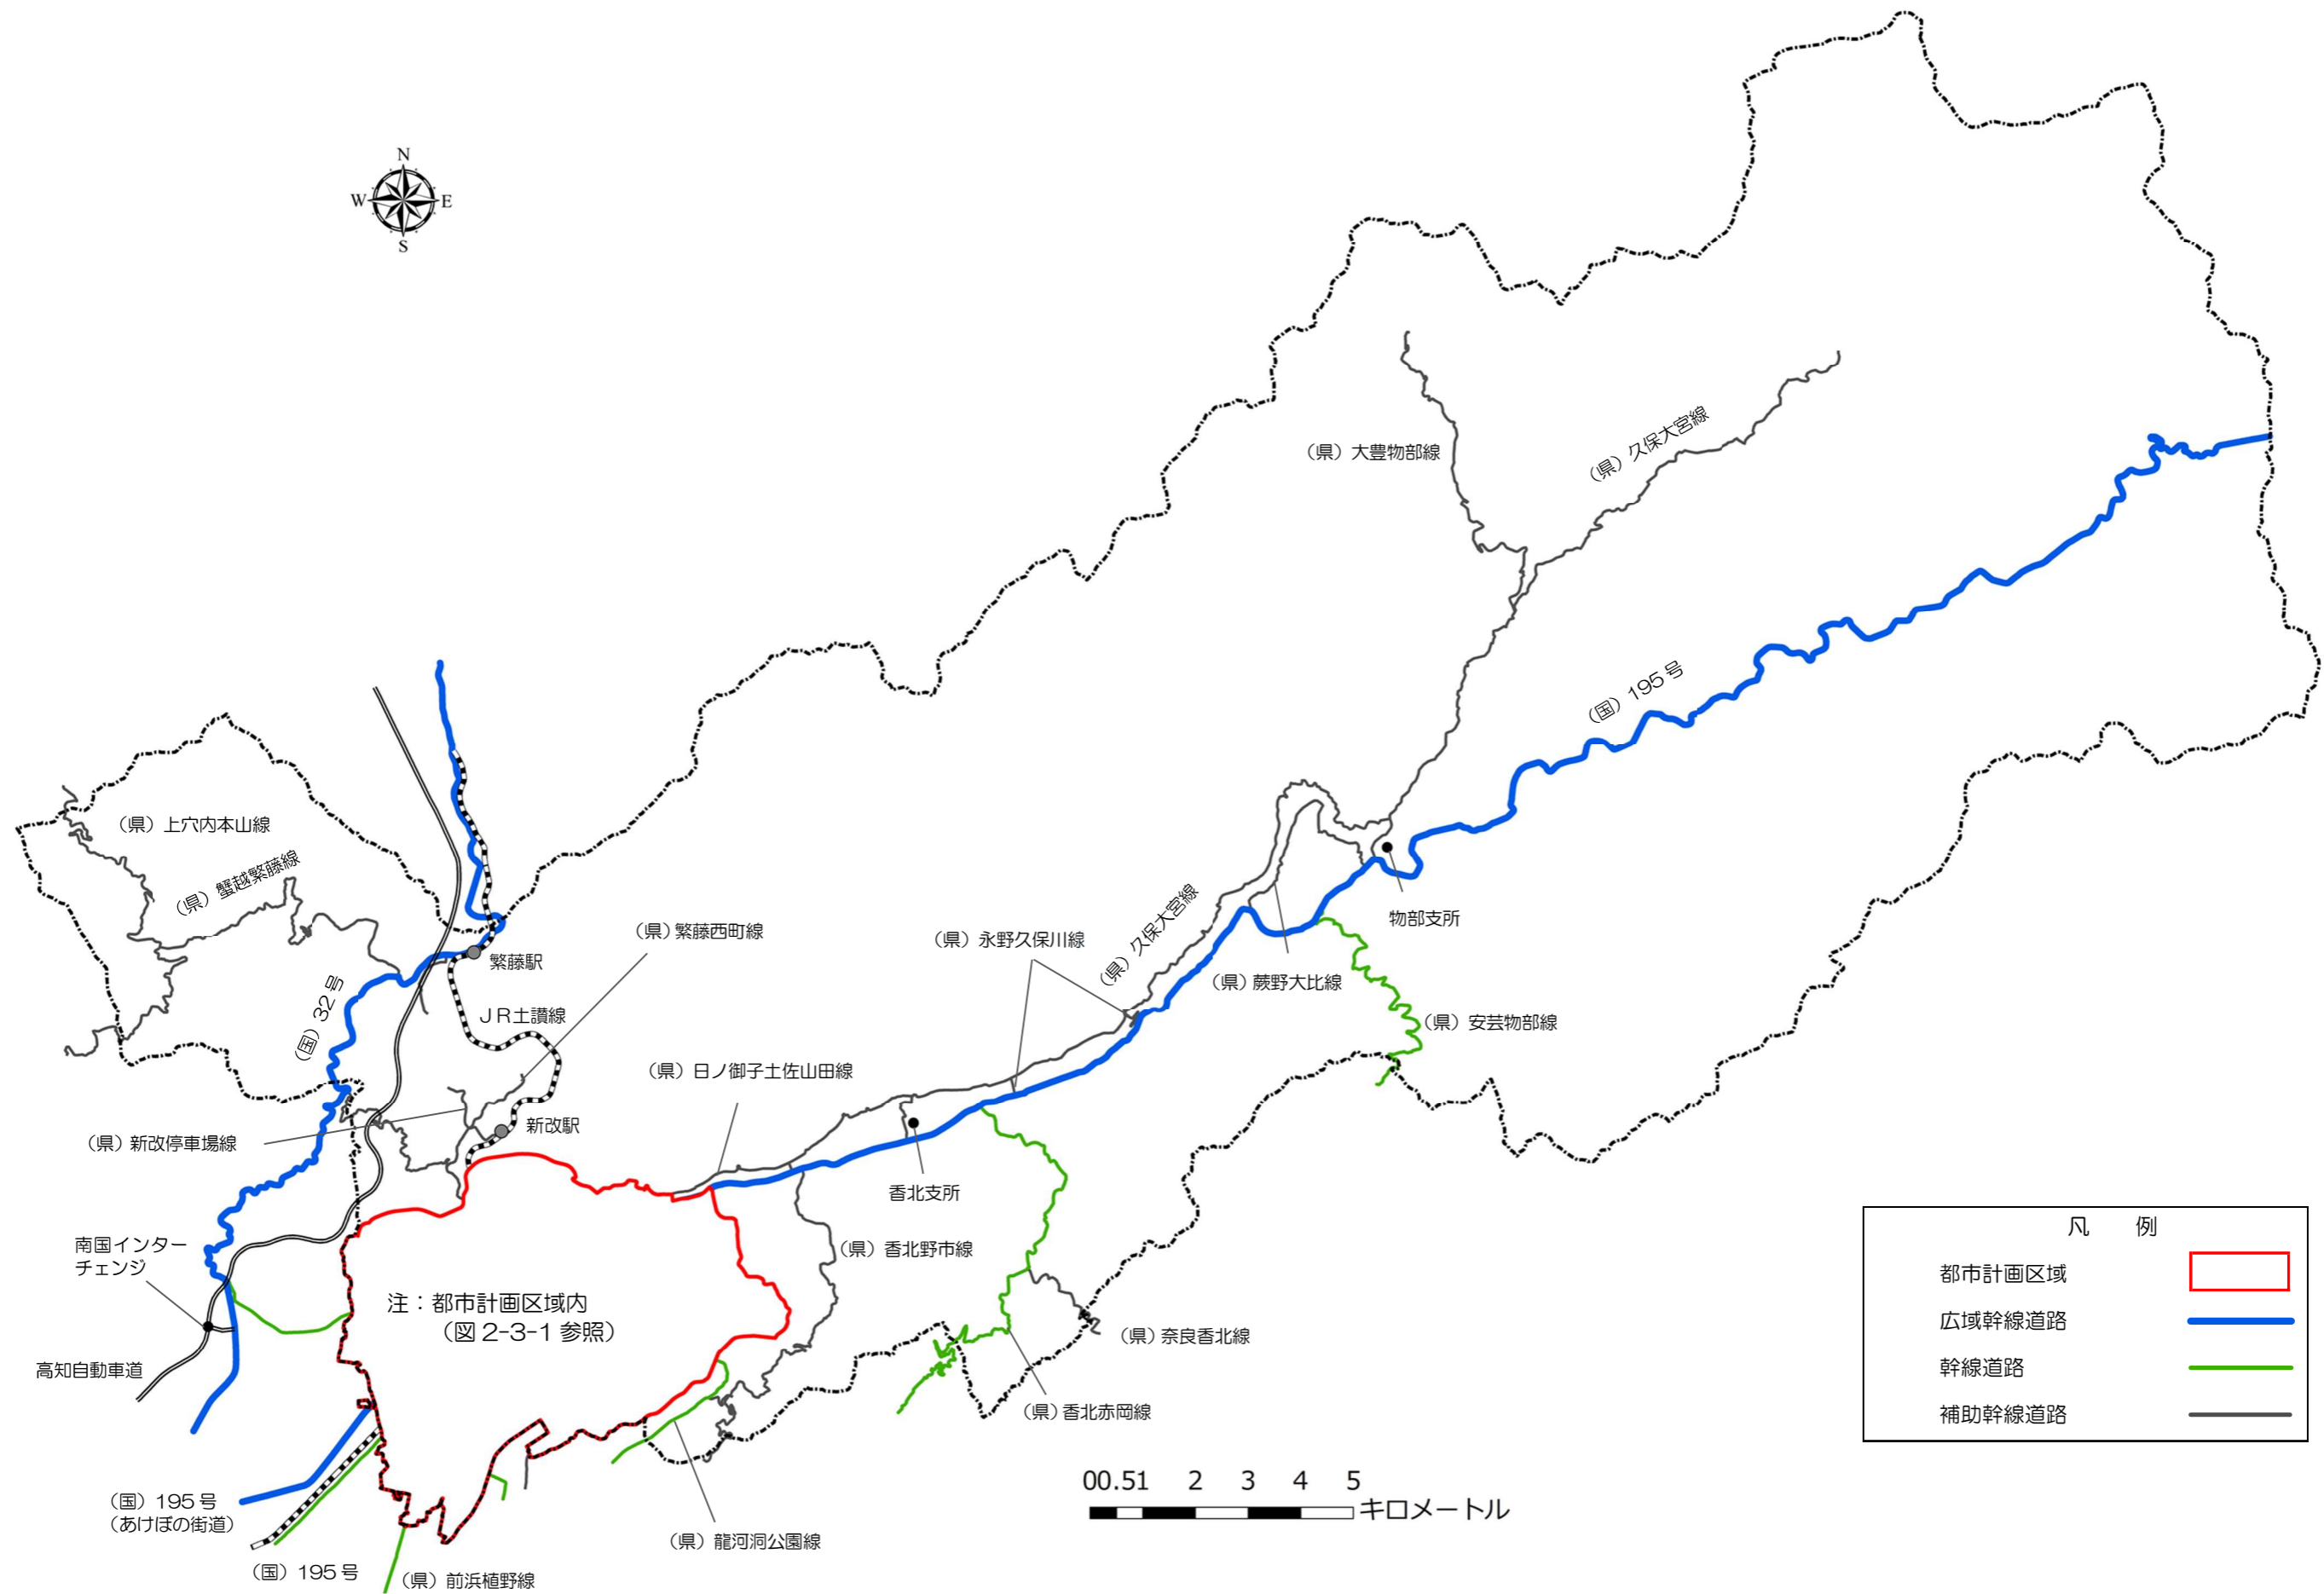 N
W
E
S
（県）大豊物部線
（県）久保大宮線
（国）195号
（県）上穴内本山線
（県）蟹越繁藤線
（国）32号
繁藤駅
（県）繁藤西町線
（県）永野久保川線
（県）久保大宮線
物部支所
（県）蕨野大比線
ＪＲ土讃線
（県）安芸物部線
（県）日ノ御子土佐山田線
新改駅
（県）新改停車場線
香北支所
南国インター
チェンジ
（県）香北野市線
注：都市計画区域内
（図 2-3-1 参照）
（県）奈良香北線
高知自動車道
（県）香北赤岡線
（国）195号
（あけぼの街道）
（県）龍河洞公園線
（国）195号
（県）前浜植野線
凡　例
都市計画区域
広域幹線道路
幹線道路
補助幹線道路
00.51 2 3 4 5
キロメートル